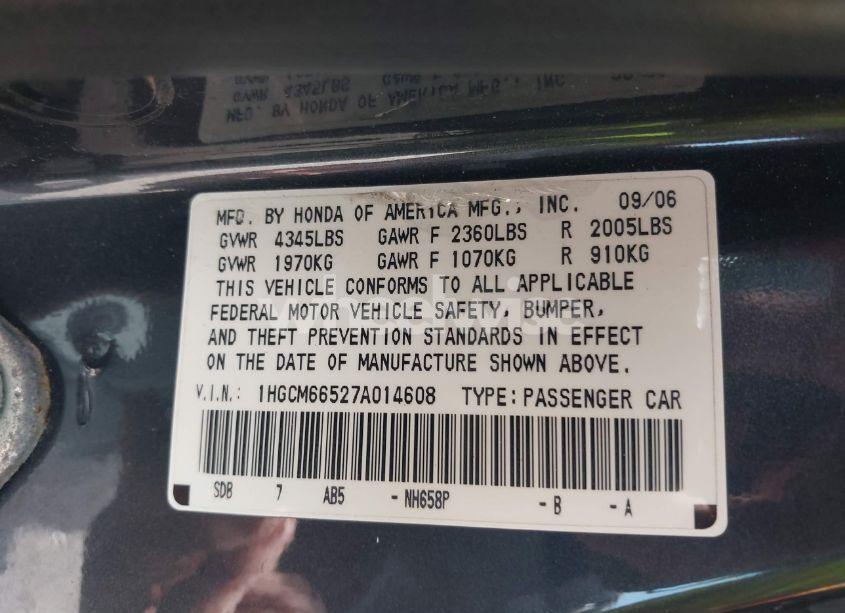 MFD. BY HONDA OF AMERICA MFG., INC. 09/06
GVWR 4345LBS GAWR F 2360LBS R 2005LBS
GVWR 1970KG GAWR F 1070KG R 910KG
THIS VEHICLE CONFORMS TO ALL APPLICABLE
FEDERAL MOTOR VEHICLE SAFETY, BUMPER,
AND THEFT PREVENTION STANDARDS IN EFFECT
ON THE DATE OF MANUFACTURE SHOWN ABOVE.
V.I.N.: 1HGCM66527A014608 TYPE: PASSENGER CAR
SDB 7 AB5 - NH658P - B - A